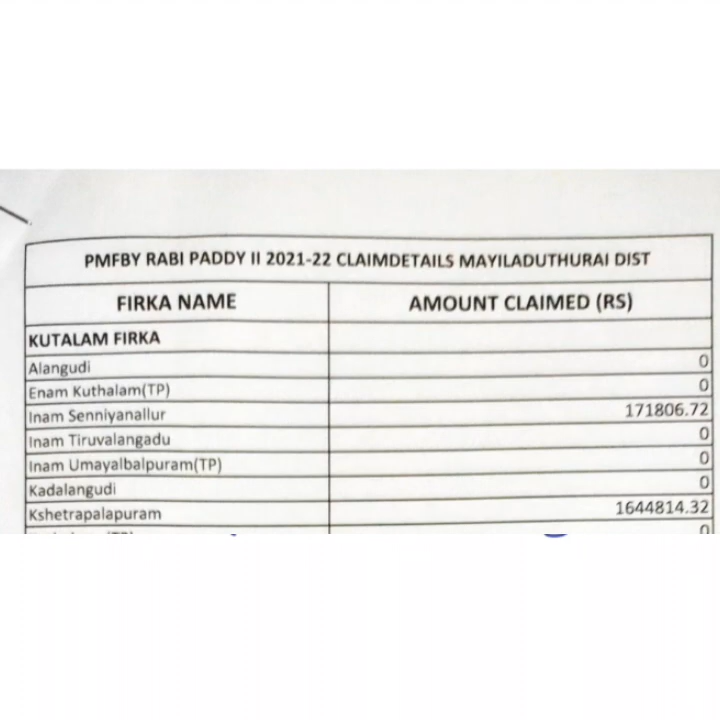 PMFBY RABI PADDY II 2021-22 CLAIMDETAILS MAYILADUTHURAI DIST
FIRKA NAME AMOUNT CLAIMED (RS)
KUTALAM FIRKA
Alangudi 0
Enam Kuthalam(TP) 0
Inam Senniyanallur 171806.72
Inam Tiruvalangadu 0
Inam Umayalbalpuram(TP) 0
Kadalangudi 0
Kshetrapalapuram 1644814.32
0